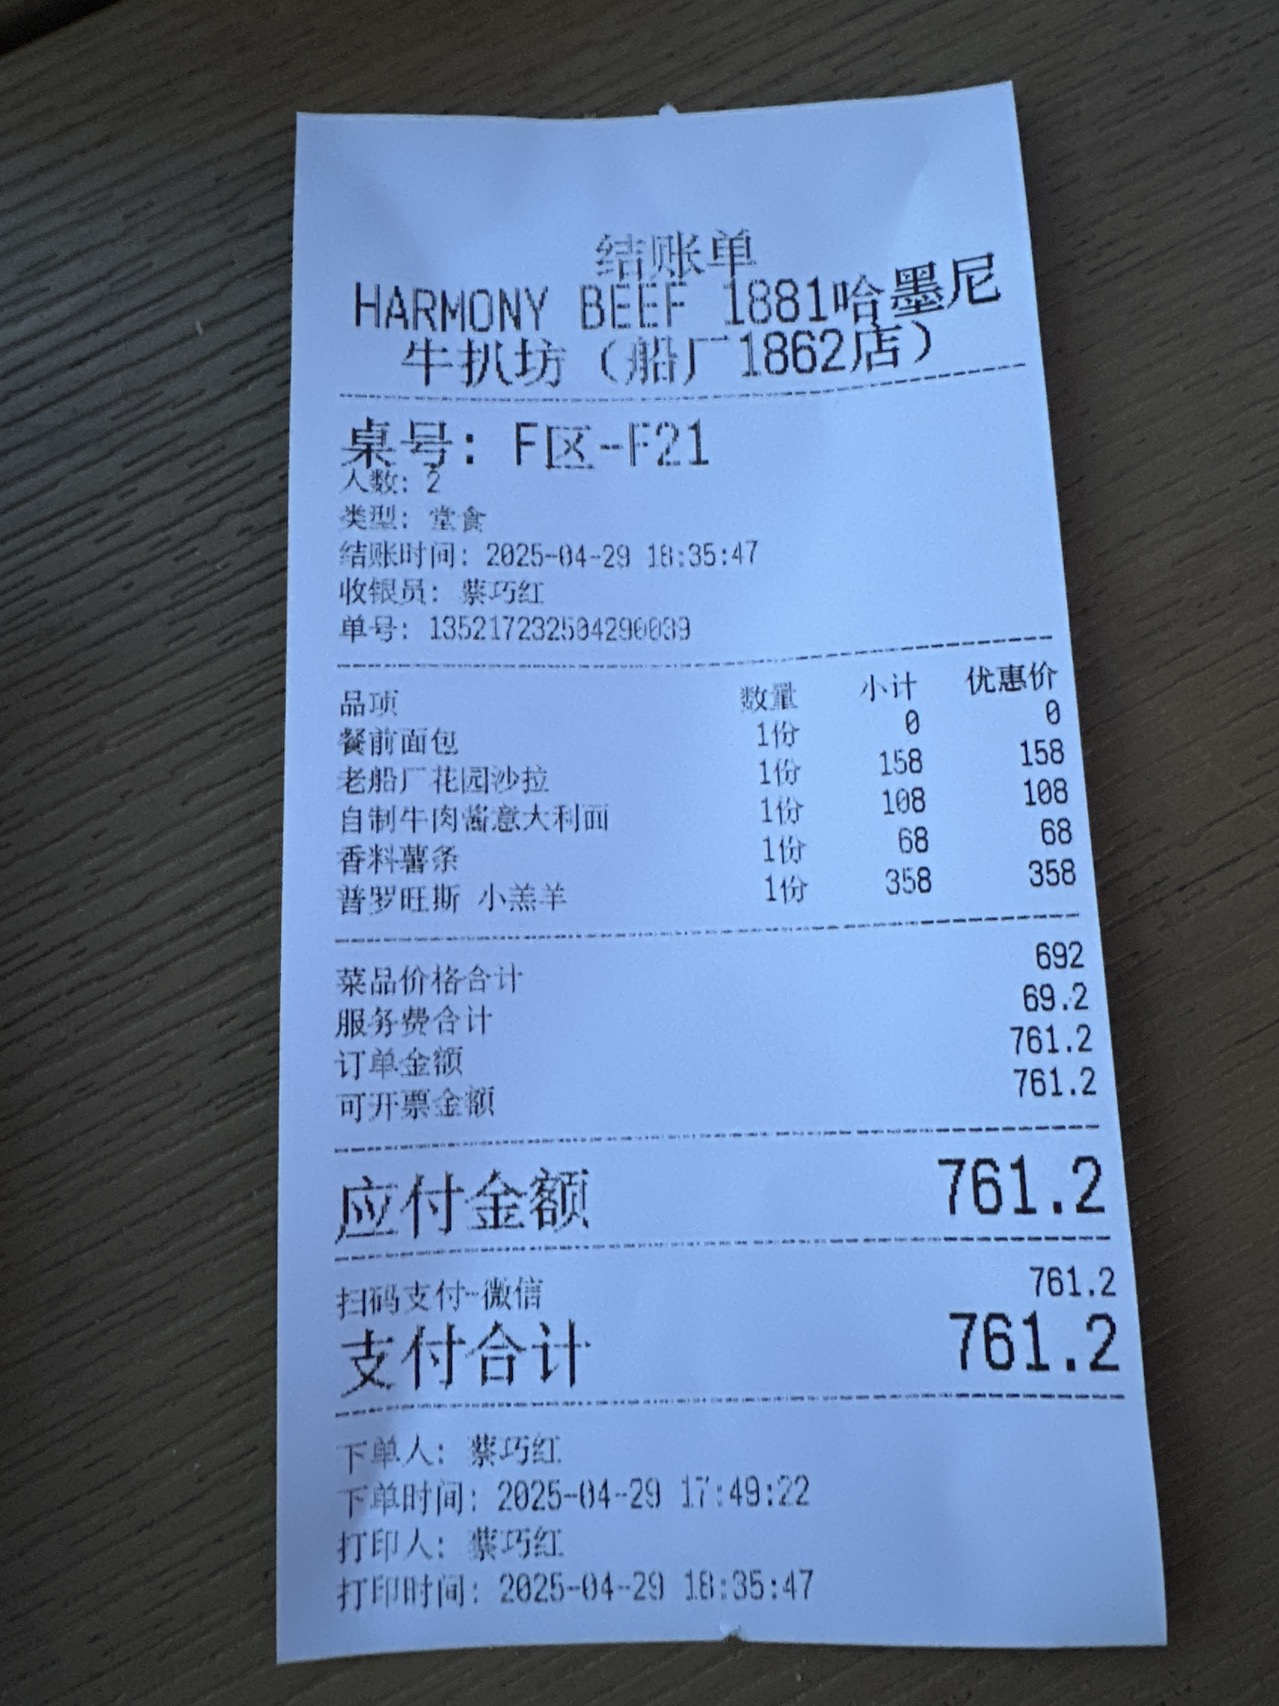 结账单
HARMONY BEEF 1881哈墨尼
牛扒坊（船厂1862店）
桌号: F区-F21
人数: 2
类型: 堂食
结账时间: 2025-04-29 18:35:47
收银员: 蔡巧红
单号: 135217232504290039
品项 数量 小计 优惠价
餐前面包 1份 0 0
老船厂花园沙拉 1份 158 158
自制牛肉酱意大利面 1份 108 108
香料薯条 1份 68 68
普罗旺斯 小羔羊 1份 358 358
菜品价格合计 692
服务费合计 69.2
订单金额 761.2
可开票金额 761.2
应付金额 761.2
扫码支付-微信 761.2
支付合计 761.2
下单人: 蔡巧红
下单时间: 2025-04-29 17:49:22
打印人: 蔡巧红
打印时间: 2025-04-29 18:35:47